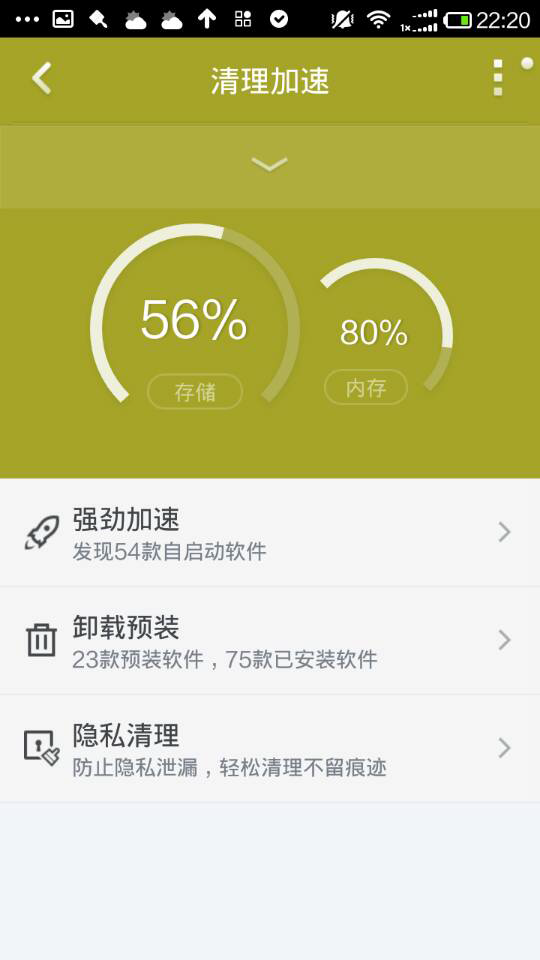 1x 22:20
清理加速
56%
80%
存储
内存
强劲加速
发现54款自启动软件
卸载预装
23款预装软件，75款已安装软件
隐私清理
防止隐私泄漏，轻松清理不留痕迹